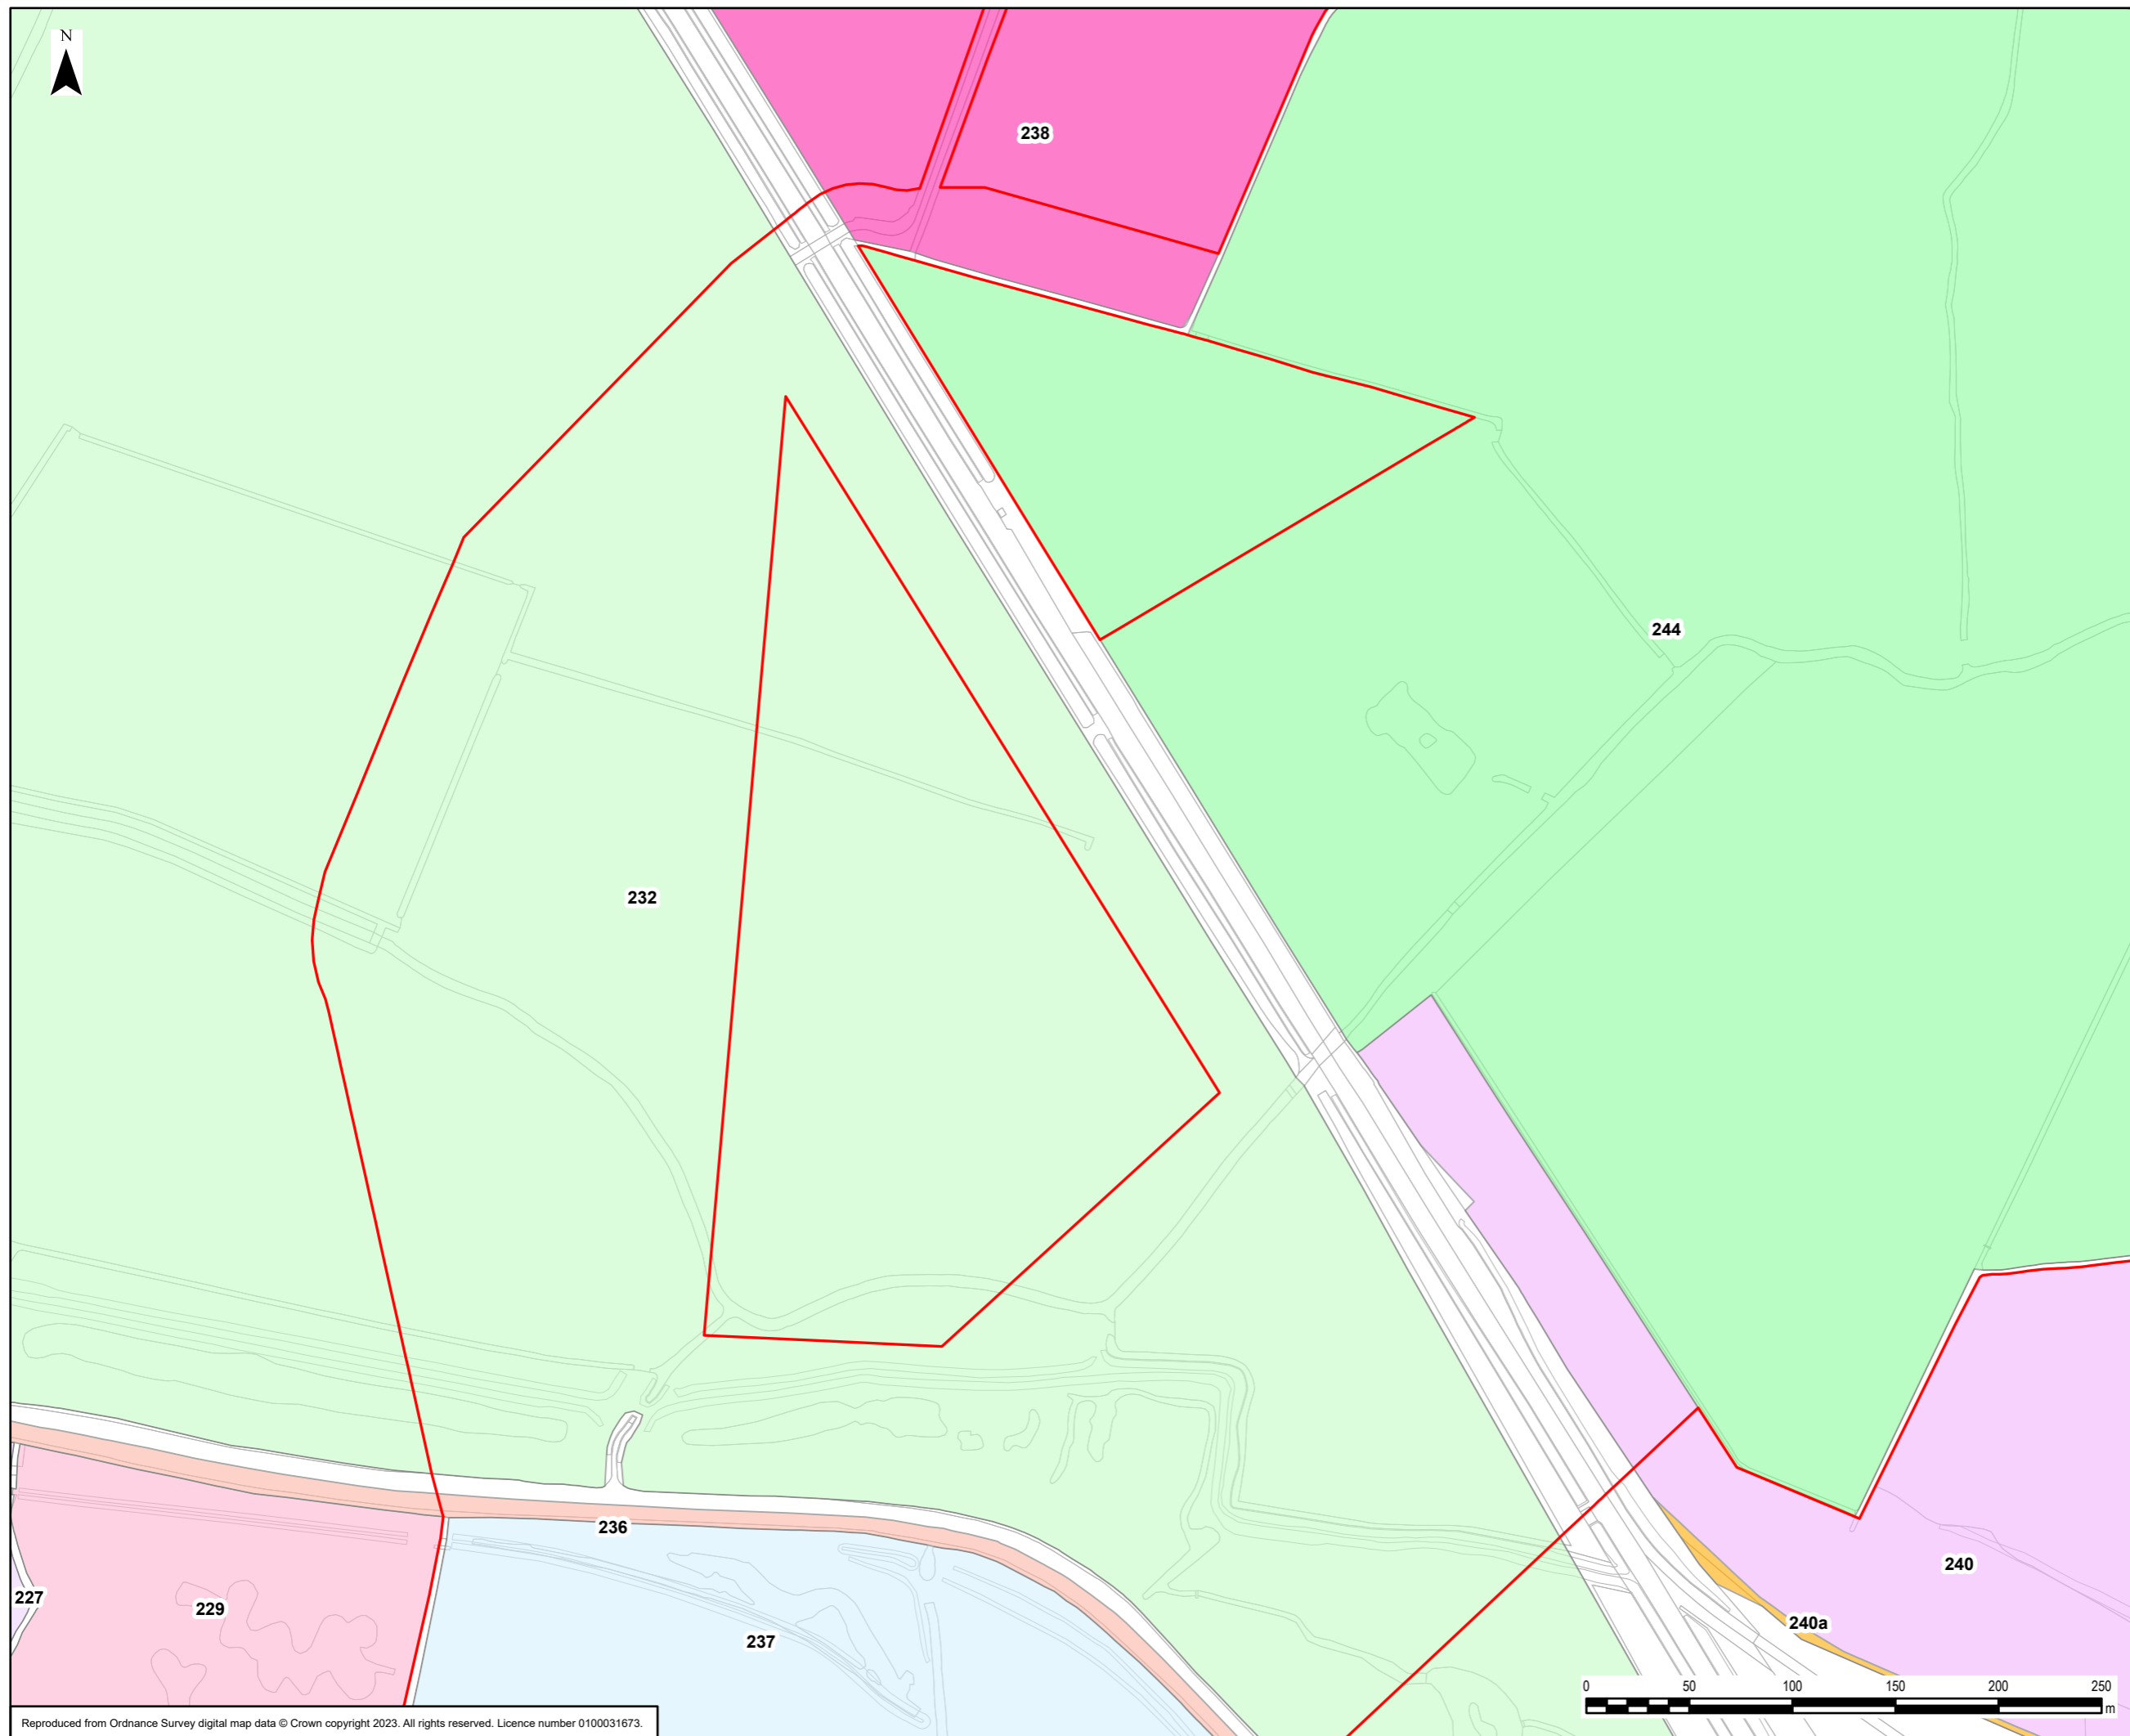 N
238
244
232
236
240
227
229
240a
237
0 50 100 150 200 250
m
Reproduced from Ordnance Survey digital map data © Crown copyright 2023. All rights reserved. Licence number 0100031673.